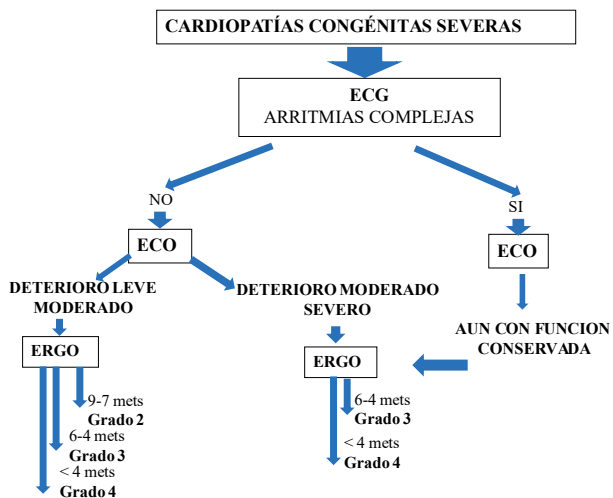 CARDIOPATÍAS CONGÉNITAS SEVERAS
ECG
ARRITMIAS COMPLEJAS
NO
SI
ECO
ECO
DETERIORO LEVE
MODERADO
DETERIORO MODERADO
SEVERO
AUN CON FUNCION
CONSERVADA
ERGO
ERGO
9-7 mets
Grado 2
6-4 mets
Grado 3
< 4 mets
Grado 4
6-4 mets
Grado 3
< 4 mets
Grado 4